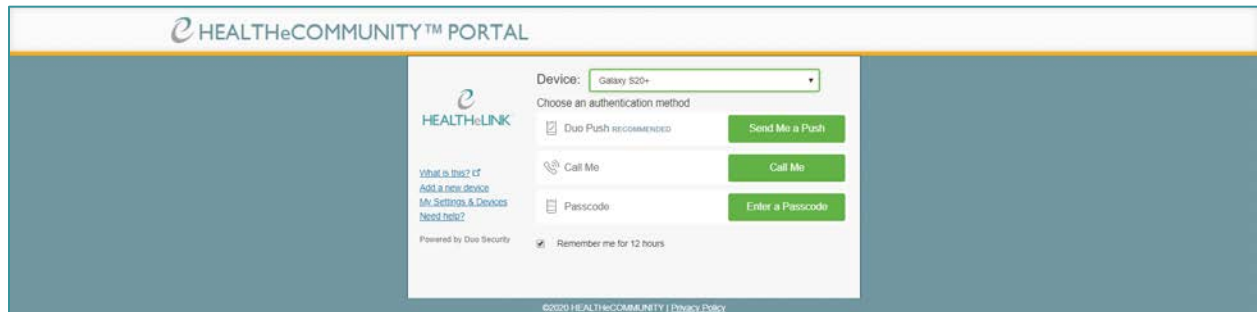 HEALTHeCOMMUNITY™ PORTAL
HEALTHeLINK
What is this?
Add a new device
My Settings & Devices
Need help?
Powered by Duo Security
Device: Galaxy S20+
Choose an authentication method
Duo Push RECOMMENDED Send Me a Push
Call Me Call Me
Passcode Enter a Passcode
Remember me for 12 hours
©2020 HEALTHeCOMMUNITY | Privacy Policy